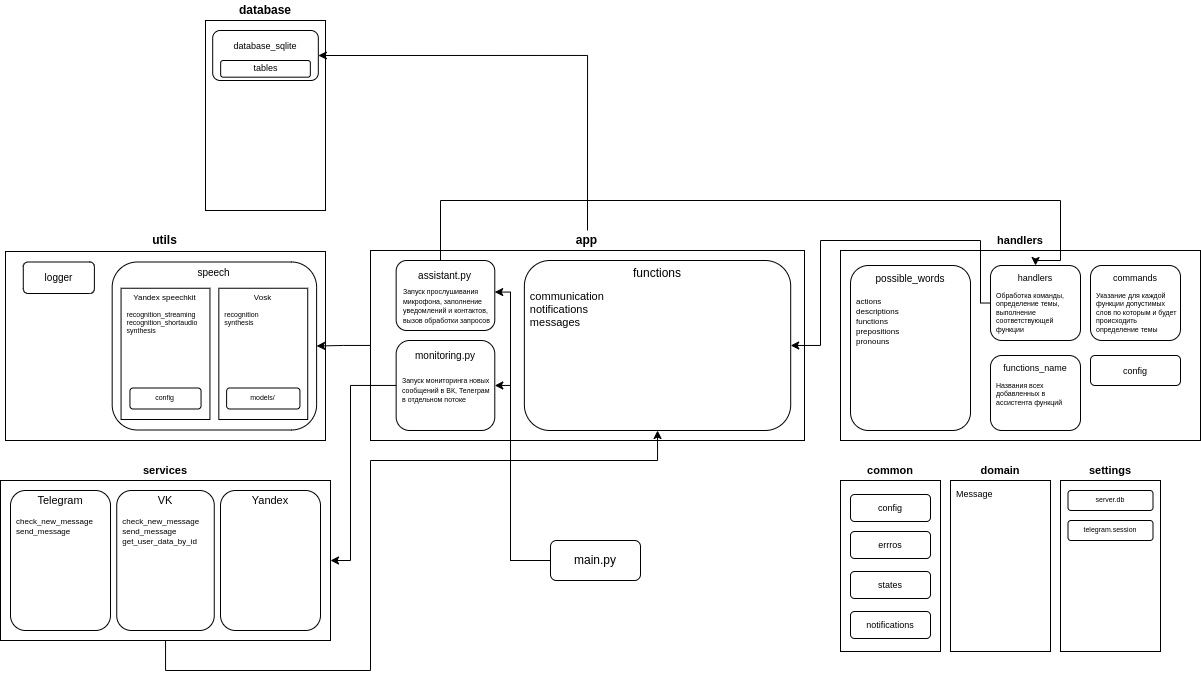 database
database_sqlite
tables
utils
logger
speech
Yandex speechkit
recognition_streaming
recognition_shortaudio
synthesis
config
Vosk
recognition
synthesis
models/
app
assistant.py
Запуск прослушивания
микрофона, заполнение
уведомлений и контактов,
вызов обработки запросов
monitoring.py
Запуск мониторинга новых
сообщений в ВК, Телеграм
в отдельном потоке
functions
communication
notifications
messages
handlers
possible_words
actions
descriptions
functions
prepositions
pronouns
handlers
Обработка команды,
определение темы,
выполнение
соответствующей
функции
commands
Указание для каждой
функции допустимых
слов по которым и будет
происходить
определение темы
functions_name
Названия всех
добавленных в
ассистента функций
config
services
Telegram
check_new_message
send_message
VK
check_new_message
send_message
get_user_data_by_id
Yandex
main.py
common
config
errros
states
notifications
domain
Message
settings
server.db
telegram.session